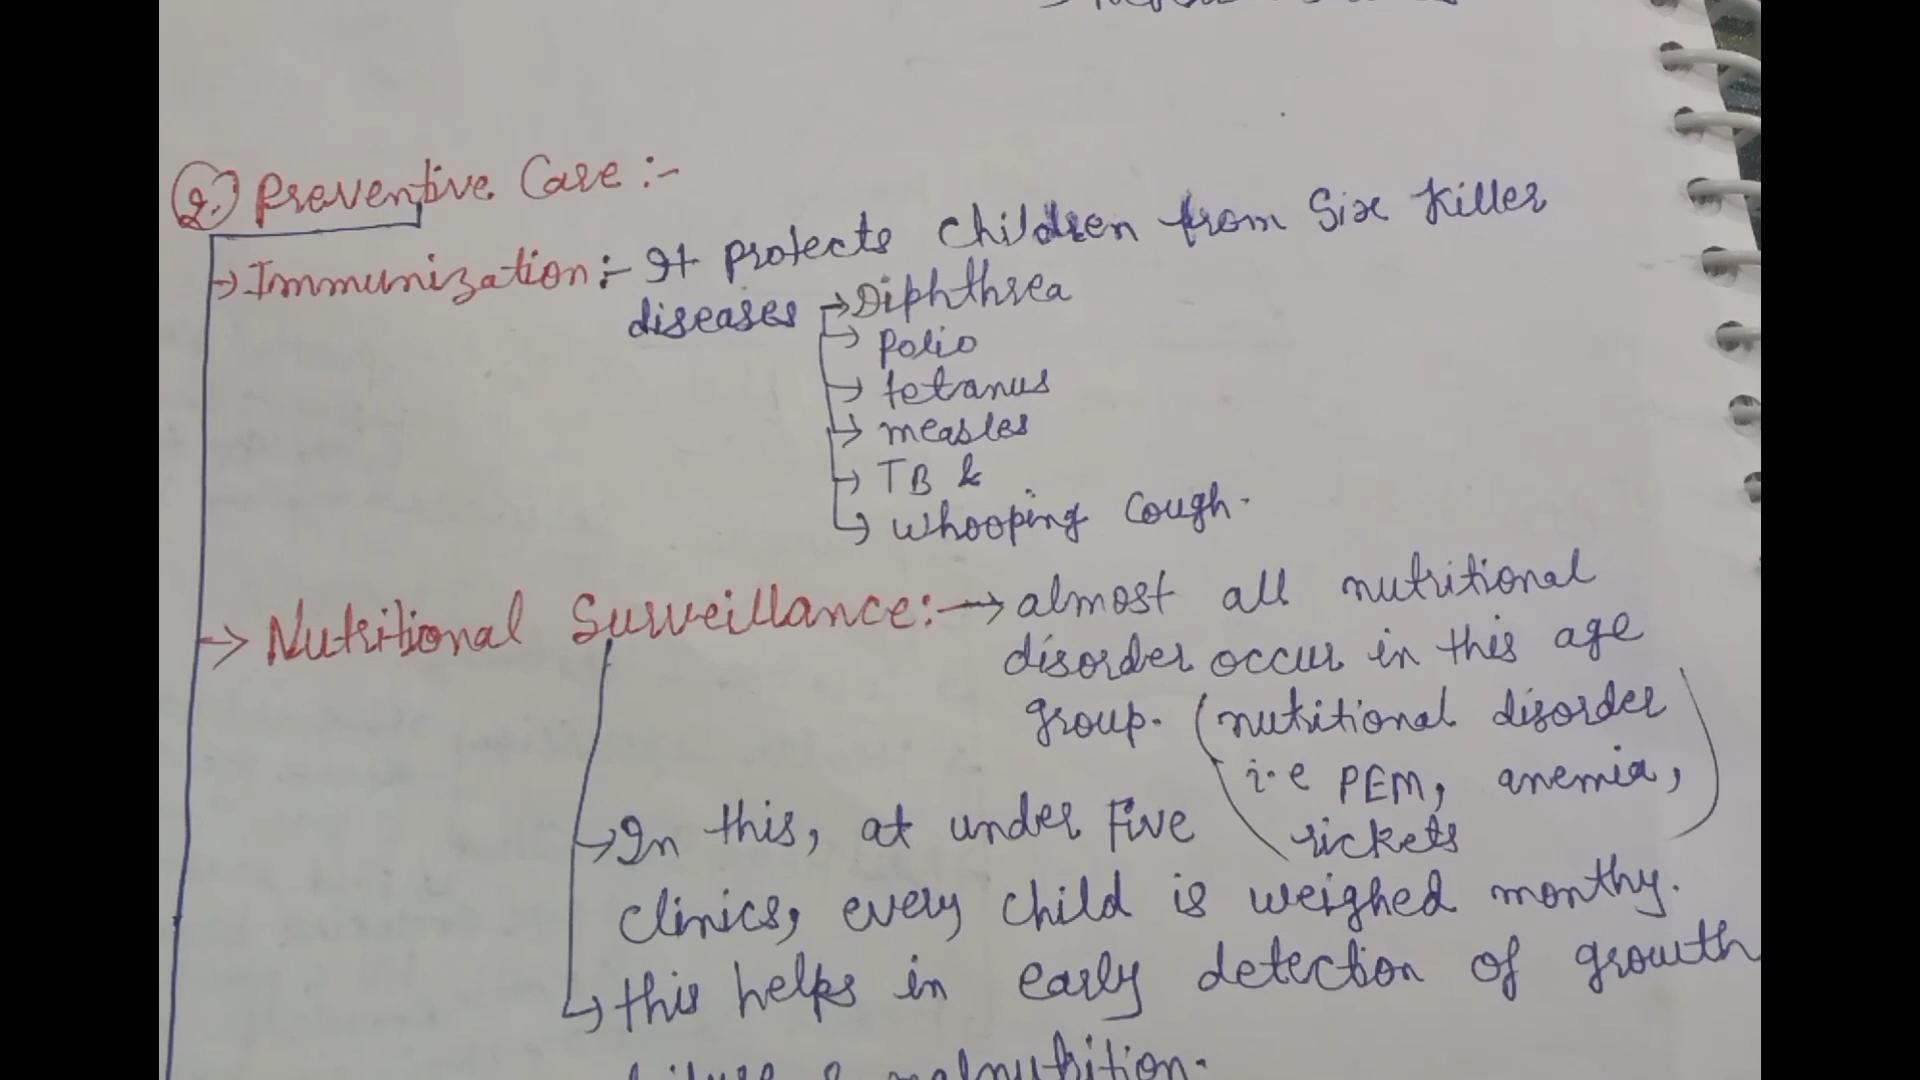 2.) Preventive Care :-
→ Immunization :- It protects children from Six killer
diseases → Diphthrea
→ polio
→ tetanus
→ measles
→ TB &
→ whooping cough.
→ Nutritional Surveillance :- → almost all nutritional
disorder occur in this age
group. (nutritional disorder
i.e PEM, anemia,
rickets)
→ In this, at under Five
clinics, every child is weighed monthy.
→ this helps in early detection of growth
& malnutrition.